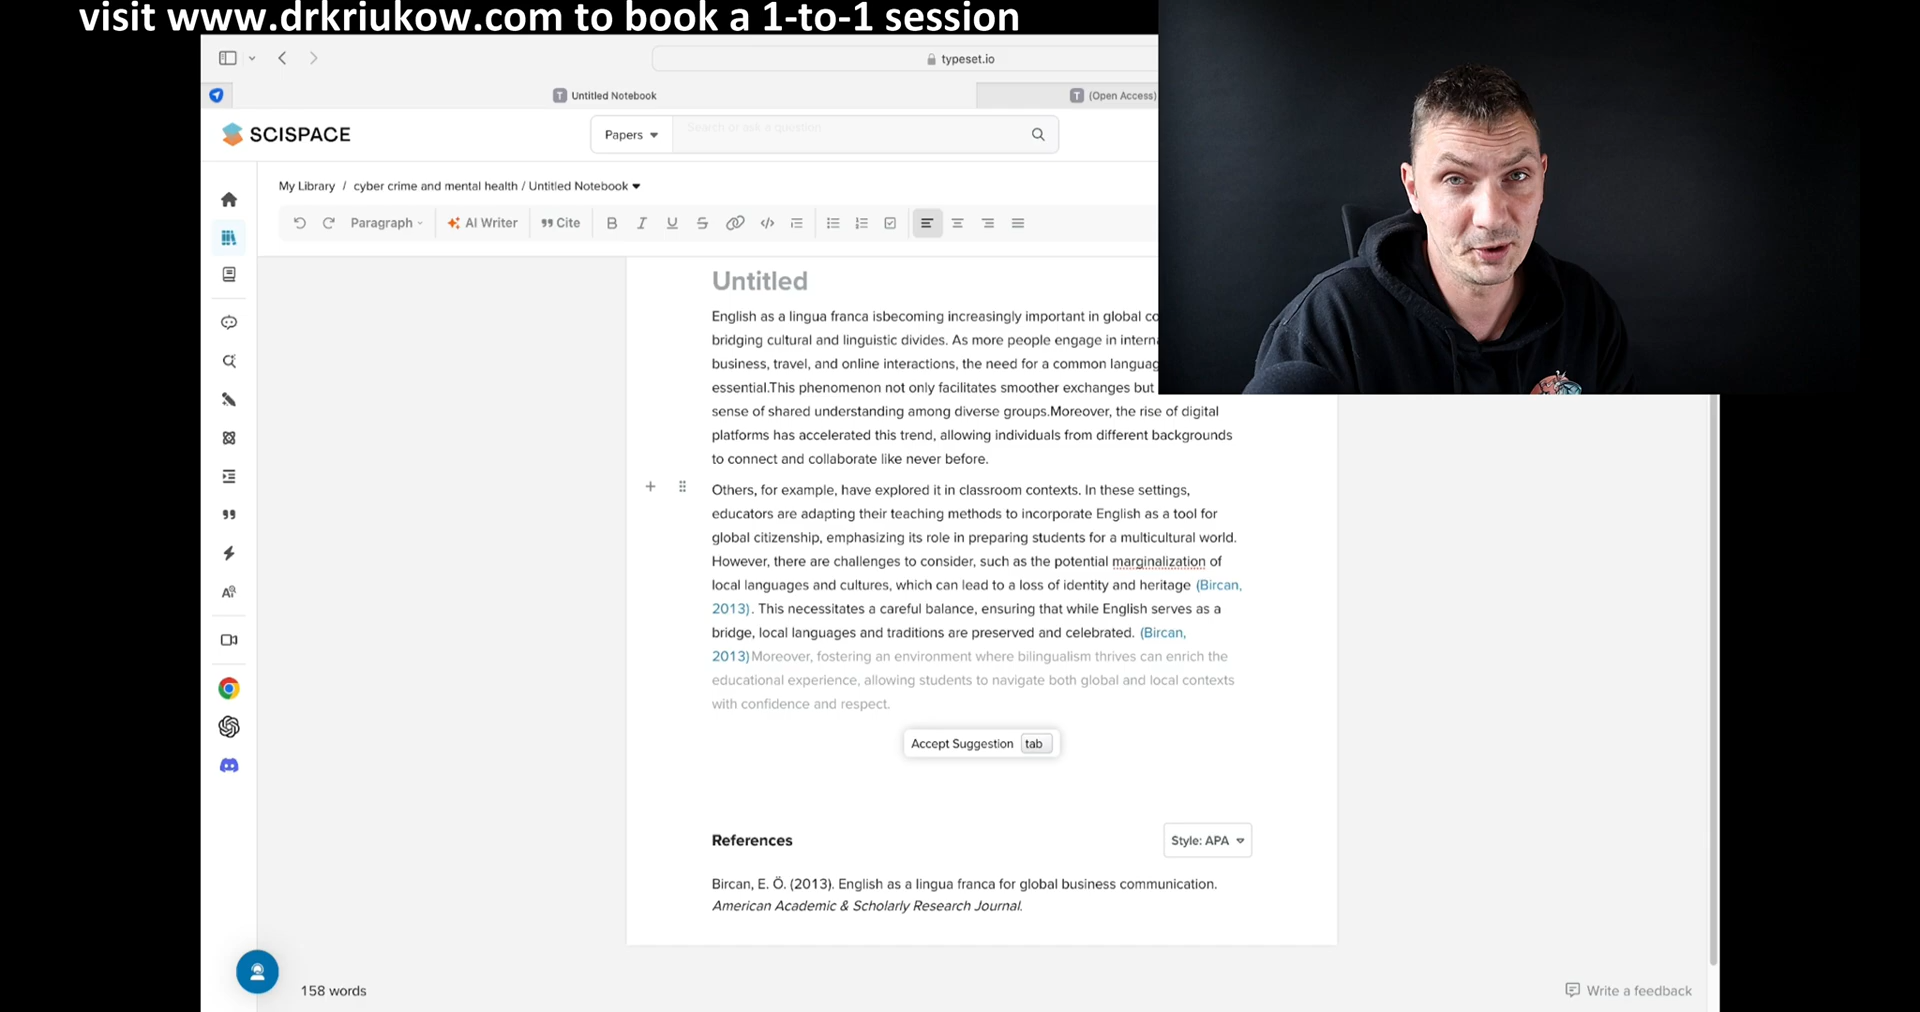 visit www.drkriukow.com to book a 1-to-1 session
typeset.io
T Untitled Notebook
T (Open Access)
SCISPACE
Papers
Search or ask a question
My Library / cyber crime and mental health / Untitled Notebook
Paragraph
AI Writer
Cite
B I U S
Untitled
English as a lingua franca isbecoming increasingly important in global co
bridging cultural and linguistic divides. As more people engage in interna
business, travel, and online interactions, the need for a common languag
essential.This phenomenon not only facilitates smoother exchanges but
sense of shared understanding among diverse groups.Moreover, the rise of digital
platforms has accelerated this trend, allowing individuals from different backgrounds
to connect and collaborate like never before.
Others, for example, have explored it in classroom contexts. In these settings,
educators are adapting their teaching methods to incorporate English as a tool for
global citizenship, emphasizing its role in preparing students for a multicultural world.
However, there are challenges to consider, such as the potential marginalization of
local languages and cultures, which can lead to a loss of identity and heritage (Bircan,
2013). This necessitates a careful balance, ensuring that while English serves as a
bridge, local languages and traditions are preserved and celebrated. (Bircan,
2013)Moreover, fostering an environment where bilingualism thrives can enrich the
educational experience, allowing students to navigate both global and local contexts
with confidence and respect.
Accept Suggestion tab
References
Style: APA
Bircan, E. Ö. (2013). English as a lingua franca for global business communication.
American Academic & Scholarly Research Journal.
158 words
Write a feedback